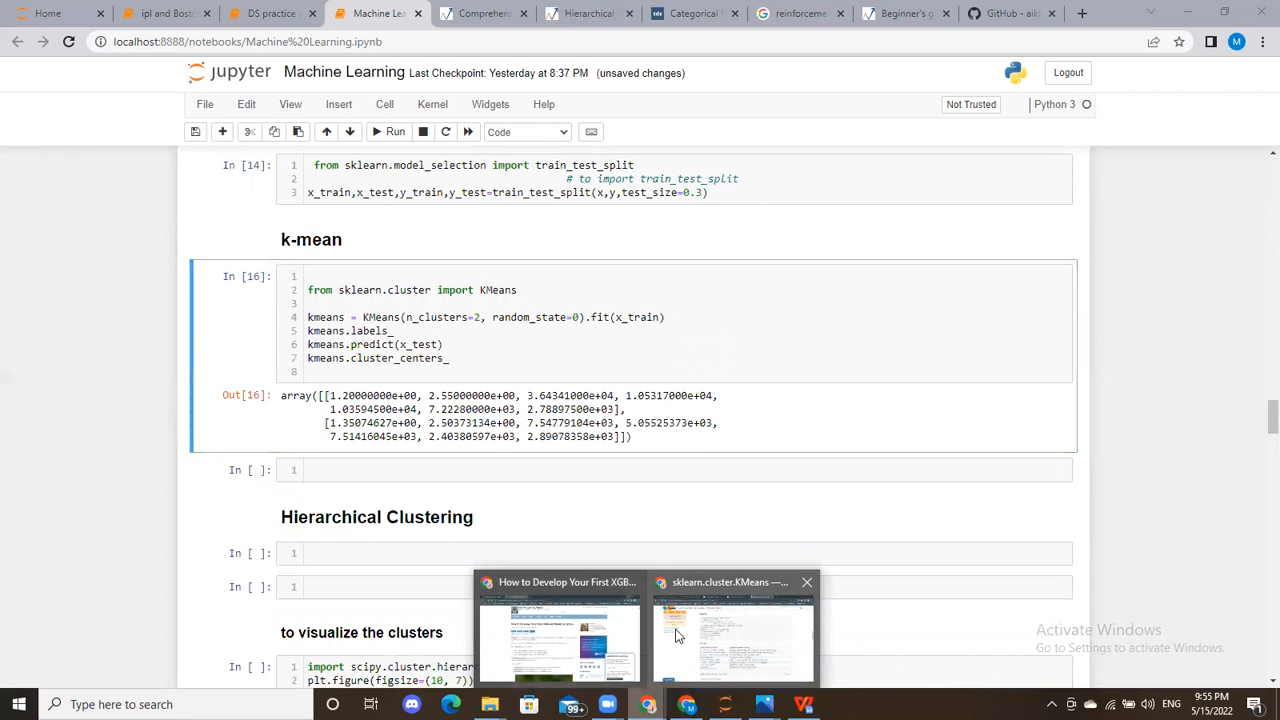 Home
ipl and Bosto
DS practice a
Machine Lear
Comprehens
Hierarchical
tds
Categorical
reinforceme
Beginner's gu
GitHub - aik
localhost:8888/notebooks/Machine%20Learning.ipynb
M
jupyter Machine Learning Last Checkpoint: Yesterday at 8:37 PM (unsaved changes)
Logout
File Edit View Insert Cell Kernel Widgets Help
Not Trusted
Python 3
Run
Code
In [14]:
1 from sklearn.model_selection import train_test_split
2 # to import train_test_split
3 x_train,x_test,y_train,y_test=train_test_split(x,y,test_size=0.3)
k-mean
In [16]:
1
2 from sklearn.cluster import KMeans
3
4 kmeans = KMeans(n_clusters=2, random_state=0).fit(x_train)
5 kmeans.labels_
6 kmeans.predict(x_test)
7 kmeans.cluster_centers_
8
Out[16]: array([[1.20000000e+00, 2.55000000e+00, 3.64341000e+04, 1.05317000e+04,
1.03594500e+04, 7.22280000e+03, 2.78897500e+03],
[1.35074627e+00, 2.50373134e+00, 7.54779104e+03, 5.05525373e+03,
7.51416045e+03, 2.40380597e+03, 2.89078358e+03]])
In [ ]: 1
Hierarchical Clustering
In [ ]: 1
In [ ]: 1
How to Develop Your First XGB...
sklearn.cluster.KMeans —...
to visualize the clusters
1 import scipy.cluster.hierar
2 plt.figure(figsize=(10, 7))
Activate Windows
Go to Settings to activate Windows.
Type here to search
99+
M
ENG
9:55 PM
5/15/2022
1